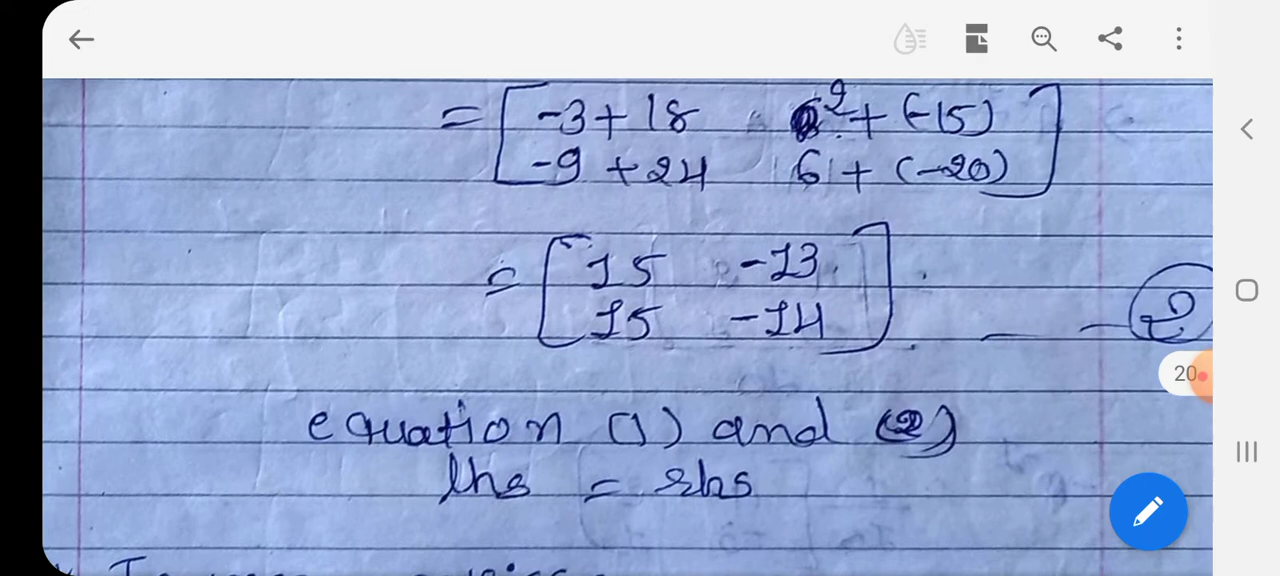 = [ -3+18 2+(-15)
-9+24 6+(-20) ]
= [ 15 -13
15 -14 ] - - (2)
20
equation (1) and (2)
lhs = rhs